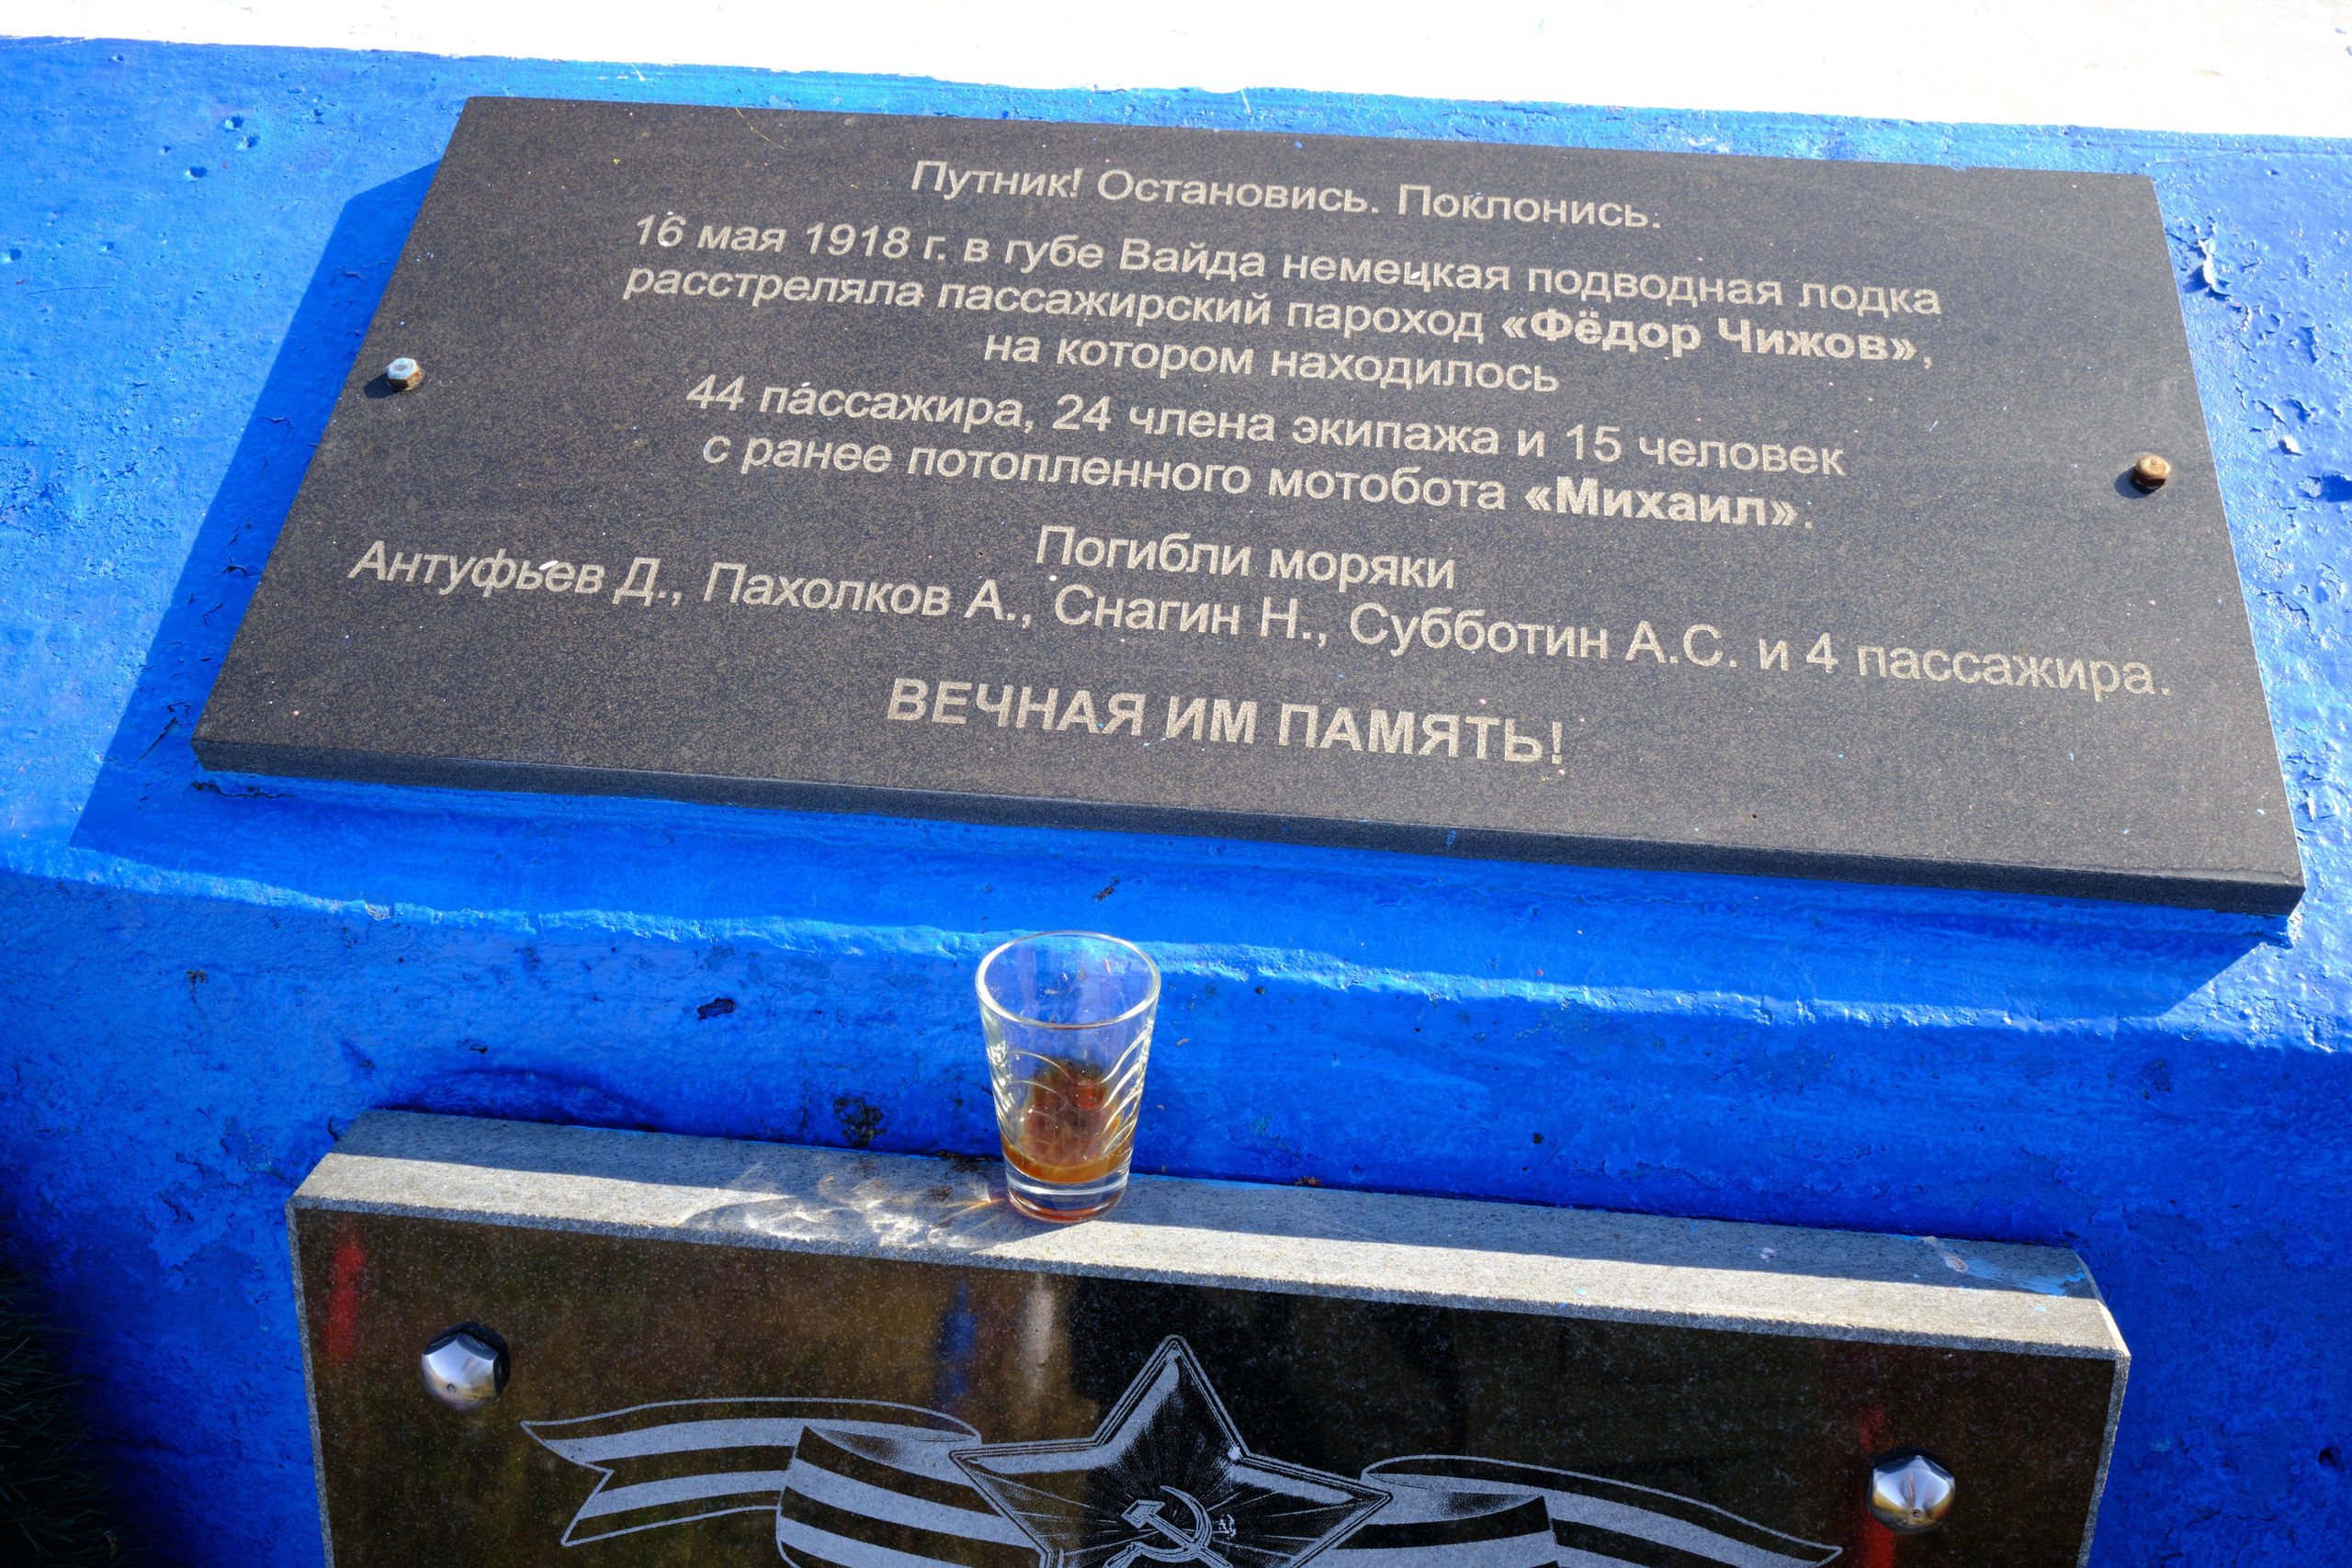 Путник! Остановись. Поклонись.
16 мая 1918 г. в губе Вайда немецкая подводная лодка
расстреляла пассажирский пароход «Фёдор Чижов»,
на котором находилось
44 пассажира, 24 члена экипажа и 15 человек
с ранее потопленного мотобота «Михаил».
Погибли моряки
Антуфьев Д., Пахолков А., Снагин Н., Субботин А.С. и 4 пассажира.
ВЕЧНАЯ ИМ ПАМЯТЬ!